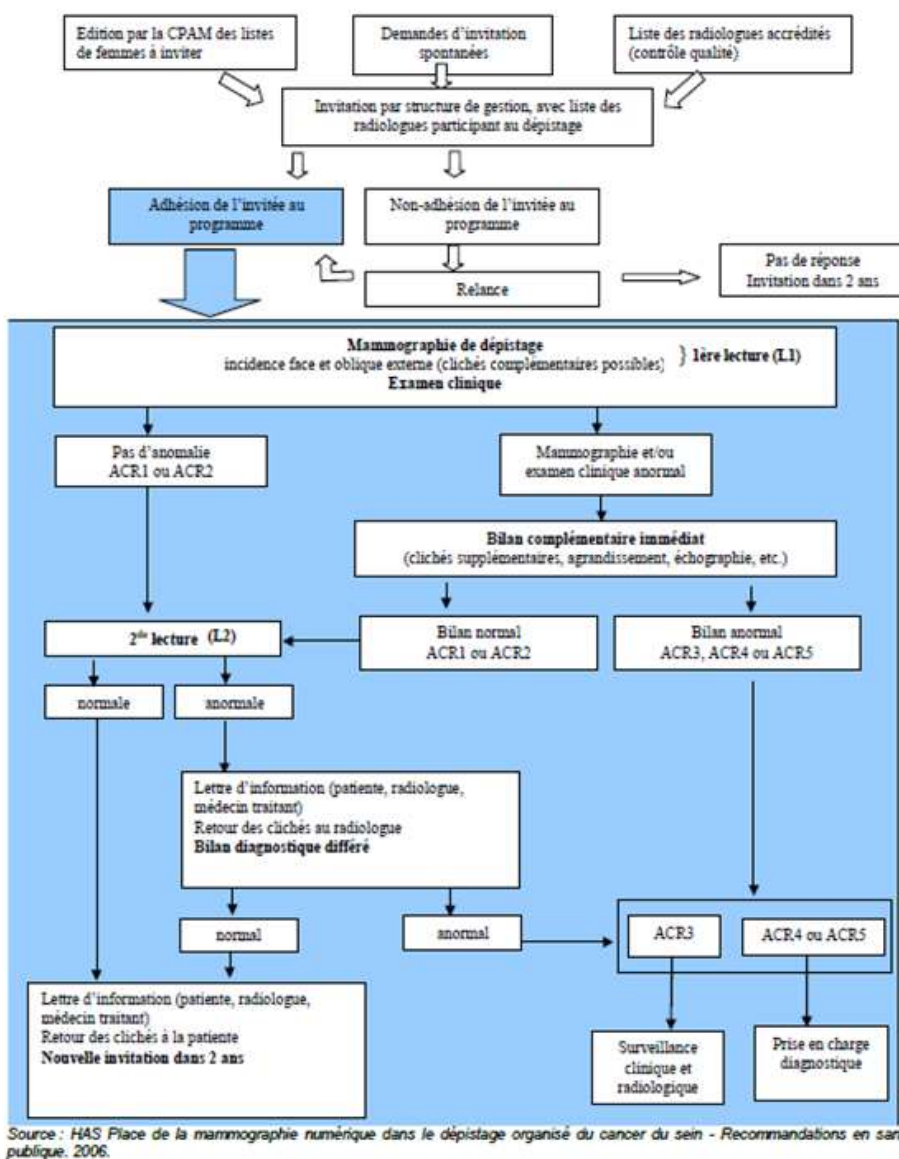 Edition par la CPAM des listes
de femmes à inviter
Demandes d'invitation
spontanées
Liste des radiologues accrédités
(contrôle qualité)
Invitation par structure de gestion, avec liste des
radiologues participant au dépistage
Adhésion de l'invitée au
programme
Non-adhésion de l'invitée au
programme
Relance
Pas de réponse
Invitation dans 2 ans
Mammographie de dépistage
incidence face et oblique externe (clichés complémentaires possibles)
Examen clinique
} 1ère lecture (L1)
Pas d'anomalie
ACR1 ou ACR2
Mammographie et/ou
examen clinique anormal
Bilan complémentaire immédiat
(clichés supplémentaires, agrandissement, échographie, etc.)
2de lecture (L2)
Bilan normal
ACR1 ou ACR2
Bilan anormal
ACR3, ACR4 ou ACR5
normale
anormale
Lettre d'information (patiente, radiologue,
médecin traitant)
Retour des clichés au radiologue
Bilan diagnostique différé
normal
anormal
ACR3
ACR4 ou ACR5
Lettre d'information (patiente, radiologue,
médecin traitant)
Retour des clichés à la patiente
Nouvelle invitation dans 2 ans
Surveillance
clinique et
radiologique
Prise en charge
diagnostique
Source : HAS Place de la mammographie numérique dans le dépistage organisé du cancer du sein - Recommandations en san
publique. 2006.